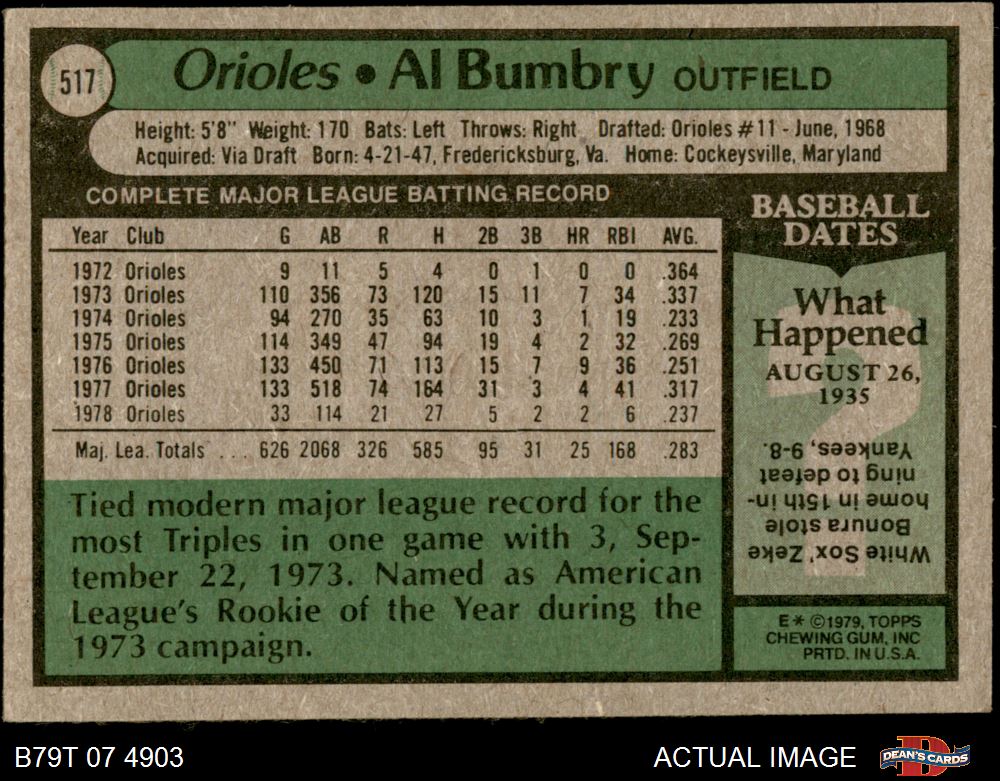 517
Orioles • Al Bumbry OUTFIELD
Height: 5'8" Weight: 170 Bats: Left Throws: Right Drafted: Orioles #11 - June, 1968
Acquired: Via Draft Born: 4-21-47, Fredericksburg, Va. Home: Cockeysville, Maryland
COMPLETE MAJOR LEAGUE BATTING RECORD
Year Club G AB R H 2B 3B HR RBI AVG.
1972 Orioles 9 11 5 4 0 1 0 0 .364
1973 Orioles 110 356 73 120 15 11 7 34 .337
1974 Orioles 94 270 35 63 10 3 1 19 .233
1975 Orioles 114 349 47 94 19 4 2 32 .269
1976 Orioles 133 450 71 113 15 7 9 36 .251
1977 Orioles 133 518 74 164 31 3 4 41 .317
1978 Orioles 33 114 21 27 5 2 2 6 .237
Maj. Lea. Totals . . . 626 2068 326 585 95 31 25 168 .283
Tied modern major league record for the
most Triples in one game with 3, Sep-
tember 22, 1973. Named as American
League's Rookie of the Year during the
1973 campaign.
BASEBALL
DATES
What
Happened
AUGUST 26,
1935
White Sox' Zeke
Bonura stole
home in 15th in-
ning to defeat
Yankees, 9-8.
E* ©1979, TOPPS
CHEWING GUM, INC
PRTD. IN U.S.A.
B79T 07 4903
ACTUAL IMAGE
DEAN'S CARDS